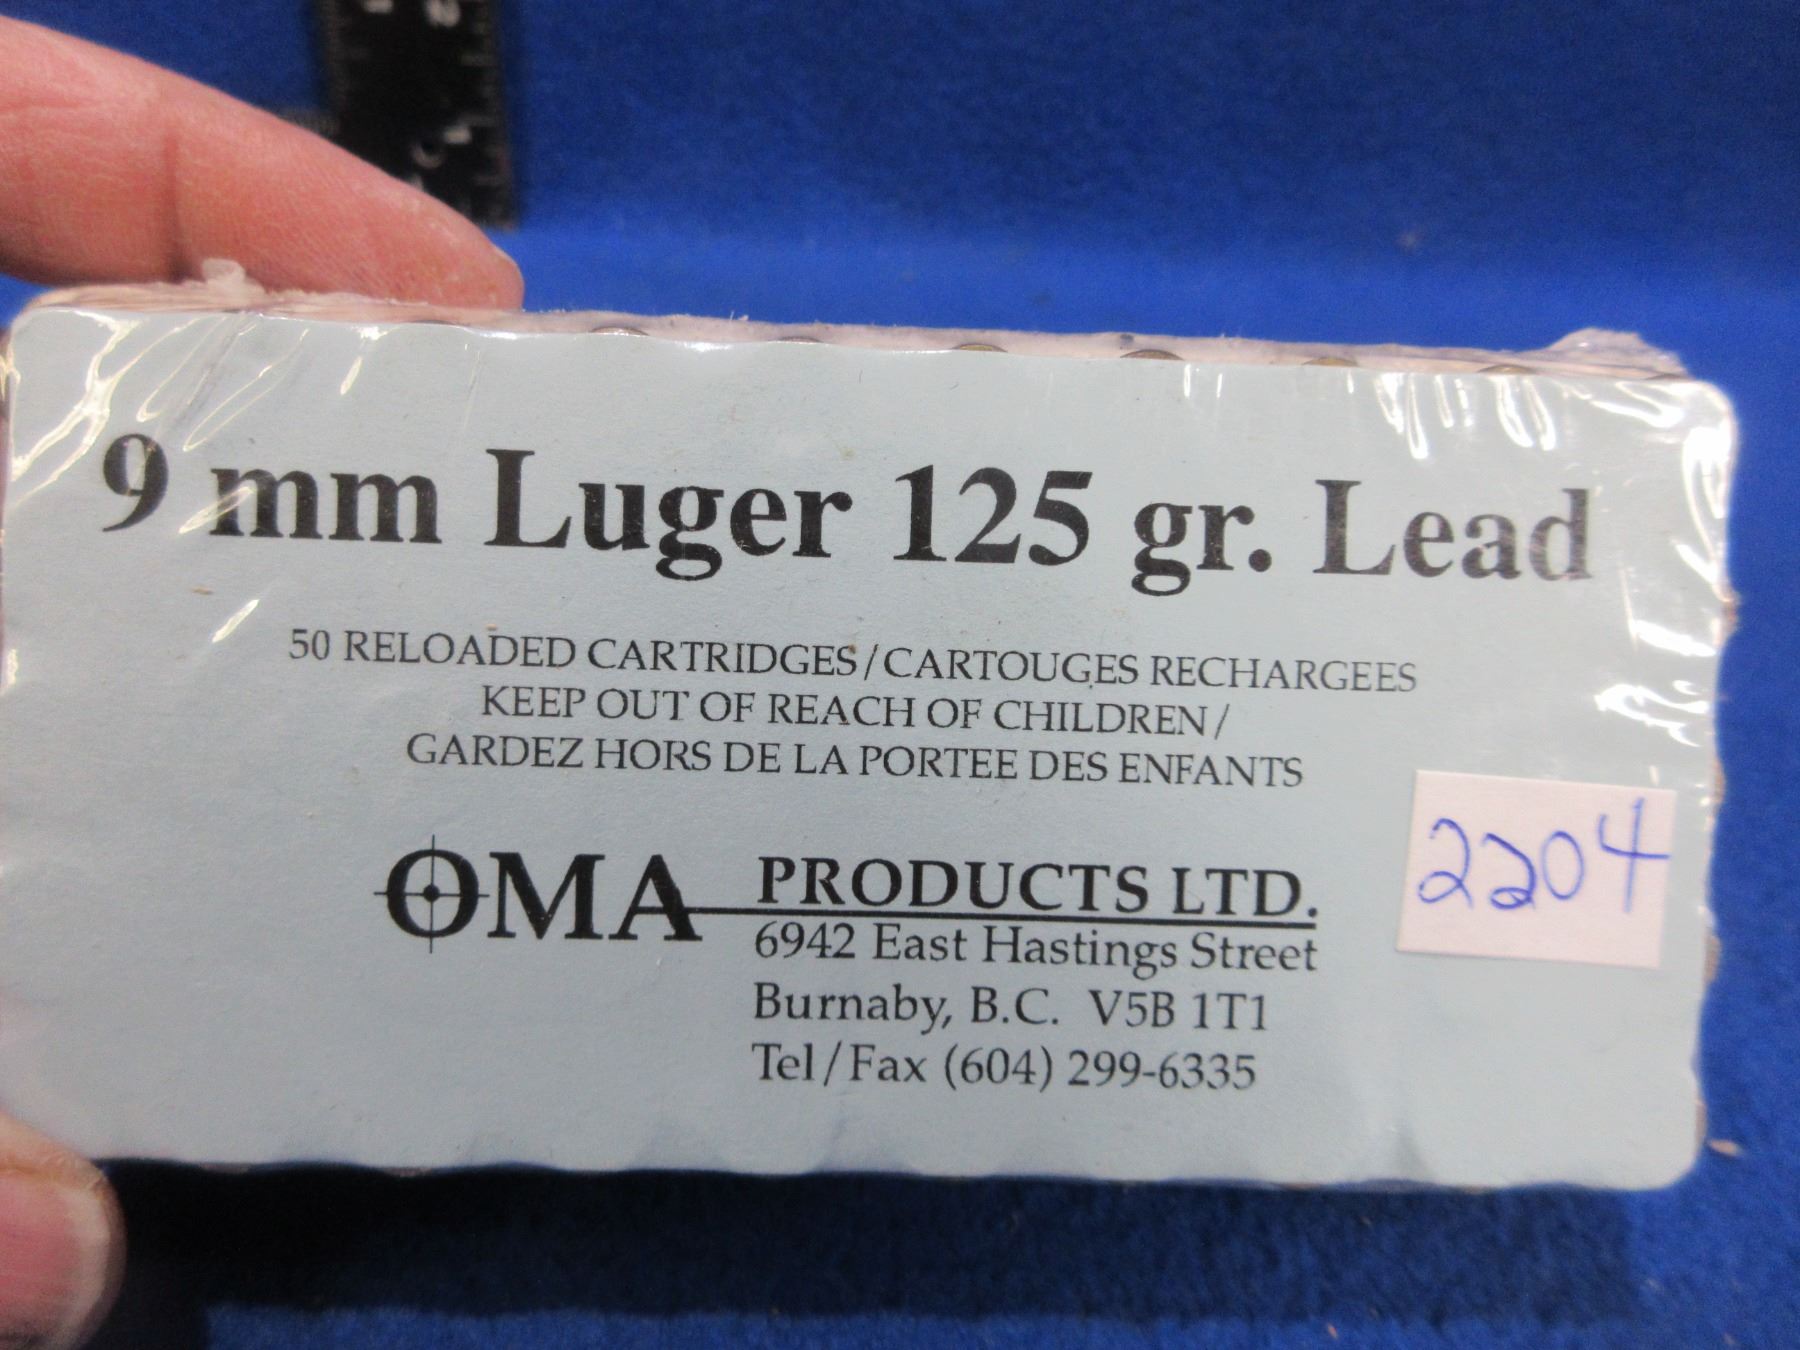 2
1
9 mm Luger 125 gr. Lead
50 RELOADED CARTRIDGES/CARTOUGES RECHARGEES
KEEP OUT OF REACH OF CHILDREN/
GARDEZ HORS DE LA PORTEE DES ENFANTS
2204
OMA PRODUCTS LTD.
6942 East Hastings Street
Burnaby, B.C. V5B 1T1
Tel/Fax (604) 299-6335